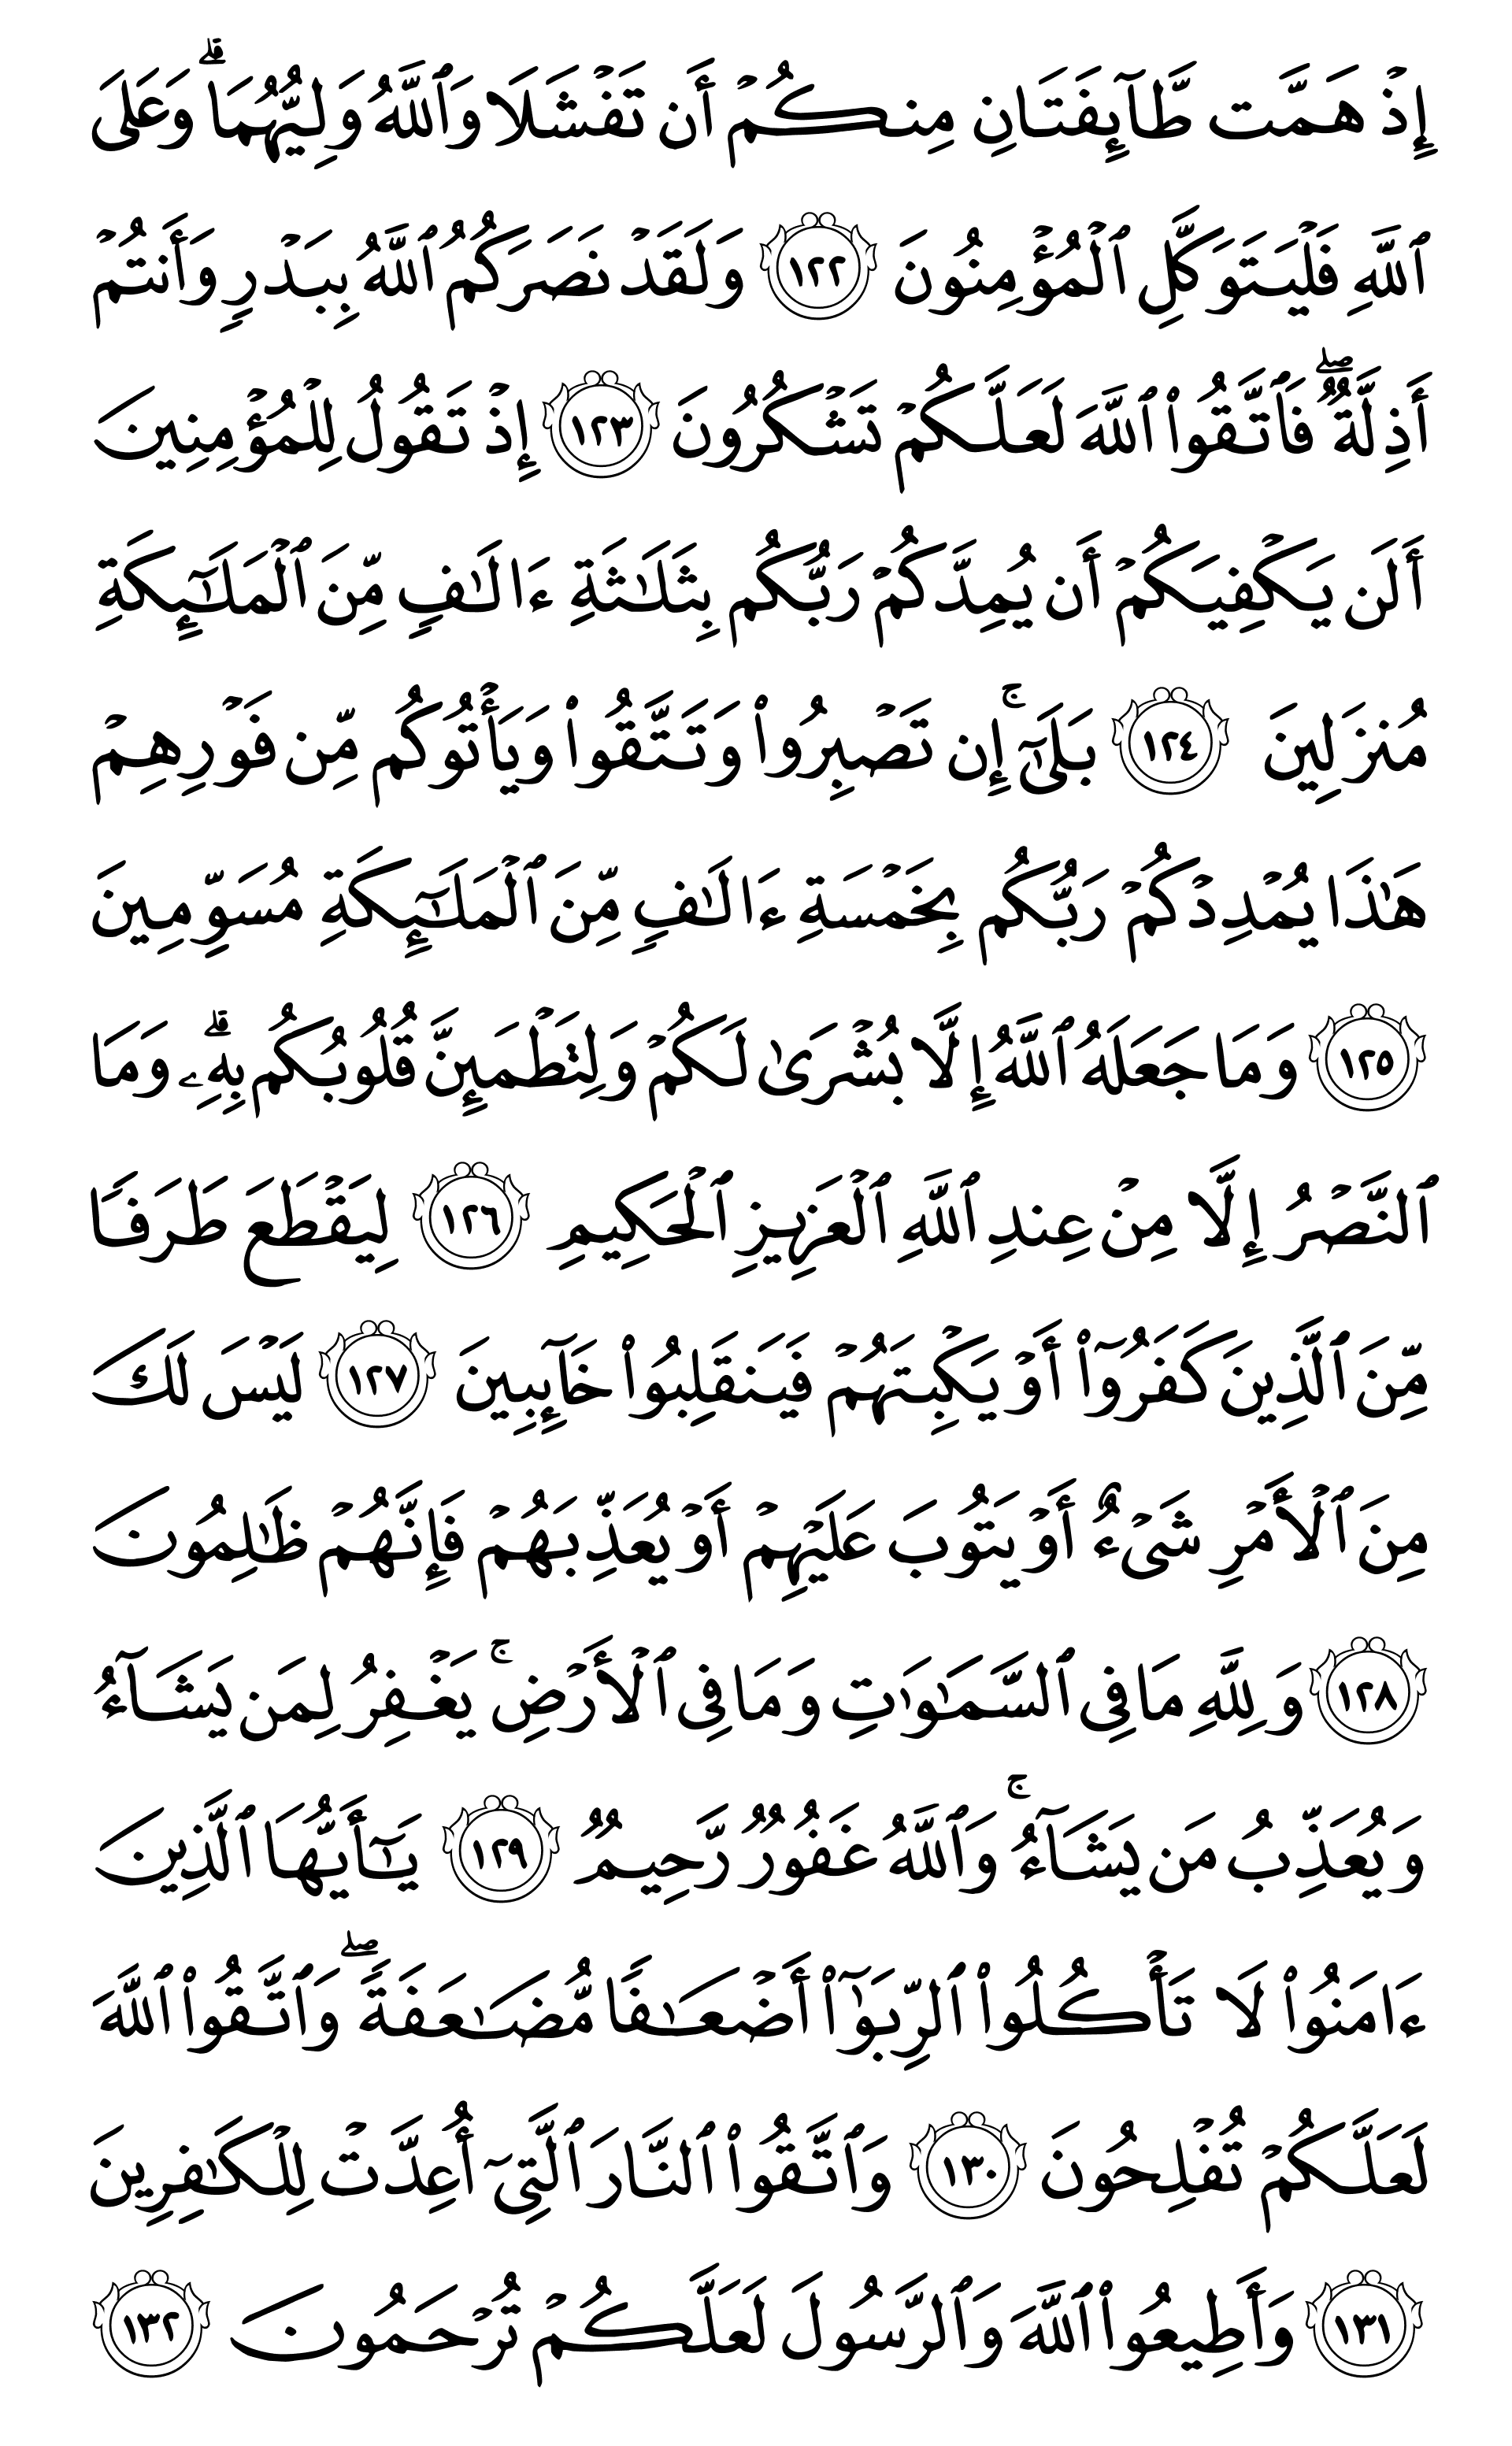 إِذۡ هَمَّت طَّآئِفَتَانِ مِنكُمۡ أَن تَفۡشَلَا وَٱللَّهُ وَلِيُّهُمَاۗ وَعَلَى
ٱللَّهِ فَلۡيَتَوَكَّلِ ٱلۡمُؤۡمِنُونَ ١٢٢ وَلَقَدۡ نَصَرَكُمُ ٱللَّهُ بِبَدۡرٖ وَأَنتُمۡ
أَذِلَّةٞۖ فَٱتَّقُواْ ٱللَّهَ لَعَلَّكُمۡ تَشۡكُرُونَ ١٢٣ إِذۡ تَقُولُ لِلۡمُؤۡمِنِينَ
أَلَن يَكۡفِيَكُمۡ أَن يُمِدَّكُمۡ رَبُّكُم بِثَلَٰثَةِ ءَالَٰفٖ مِّنَ ٱلۡمَلَٰٓئِكَةِ
مُنزَلِينَ ١٢٤ بَلَىٰٓۚ إِن تَصۡبِرُواْ وَتَتَّقُواْ وَيَأۡتُوكُم مِّن فَوۡرِهِمۡ
هَٰذَا يُمۡدِدۡكُمۡ رَبُّكُم بِخَمۡسَةِ ءَالَٰفٖ مِّنَ ٱلۡمَلَٰٓئِكَةِ مُسَوِّمِينَ
١٢٥ وَمَا جَعَلَهُ ٱللَّهُ إِلَّا بُشۡرَىٰ لَكُمۡ وَلِتَطۡمَئِنَّ قُلُوبُكُم بِهِۦۗ وَمَا
ٱلنَّصۡرُ إِلَّا مِنۡ عِندِ ٱللَّهِ ٱلۡعَزِيزِ ٱلۡحَكِيمِ ١٢٦ لِيَقۡطَعَ طَرَفٗا
مِّنَ ٱلَّذِينَ كَفَرُوٓاْ أَوۡ يَكۡبِتَهُمۡ فَيَنقَلِبُواْ خَآئِبِينَ ١٢٧ لَيۡسَ لَكَ
مِنَ ٱلۡأَمۡرِ شَيۡءٌ أَوۡ يَتُوبَ عَلَيۡهِمۡ أَوۡ يُعَذِّبَهُمۡ فَإِنَّهُمۡ ظَٰلِمُونَ
١٢٨ وَلِلَّهِ مَا فِي ٱلسَّمَٰوَٰتِ وَمَا فِي ٱلۡأَرۡضِۚ يَغۡفِرُ لِمَن يَشَآءُ
وَيُعَذِّبُ مَن يَشَآءُۚ وَٱللَّهُ غَفُورٞ رَّحِيمٞ ١٢٩ يَٰٓأَيُّهَا ٱلَّذِينَ
ءَامَنُواْ لَا تَأۡكُلُواْ ٱلرِّبَوٰٓاْ أَضۡعَٰفٗا مُّضَٰعَفَةٗۖ وَٱتَّقُواْ ٱللَّهَ
لَعَلَّكُمۡ تُفۡلِحُونَ ١٣٠ وَٱتَّقُواْ ٱلنَّارَ ٱلَّتِيٓ أُعِدَّتۡ لِلۡكَٰفِرِينَ
١٣١ وَأَطِيعُواْ ٱللَّهَ وَٱلرَّسُولَ لَعَلَّكُمۡ تُرۡحَمُونَ ١٣٢